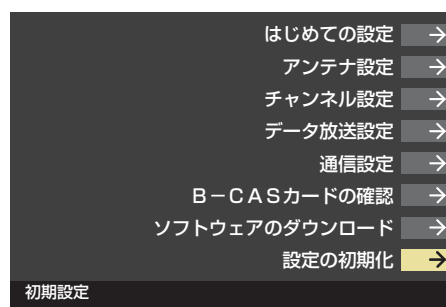 はじめての設定
アンテナ設定
チャンネル設定
データ放送設定
通信設定
B－CASカードの確認
ソフトウェアのダウンロード
設定の初期化
初期設定